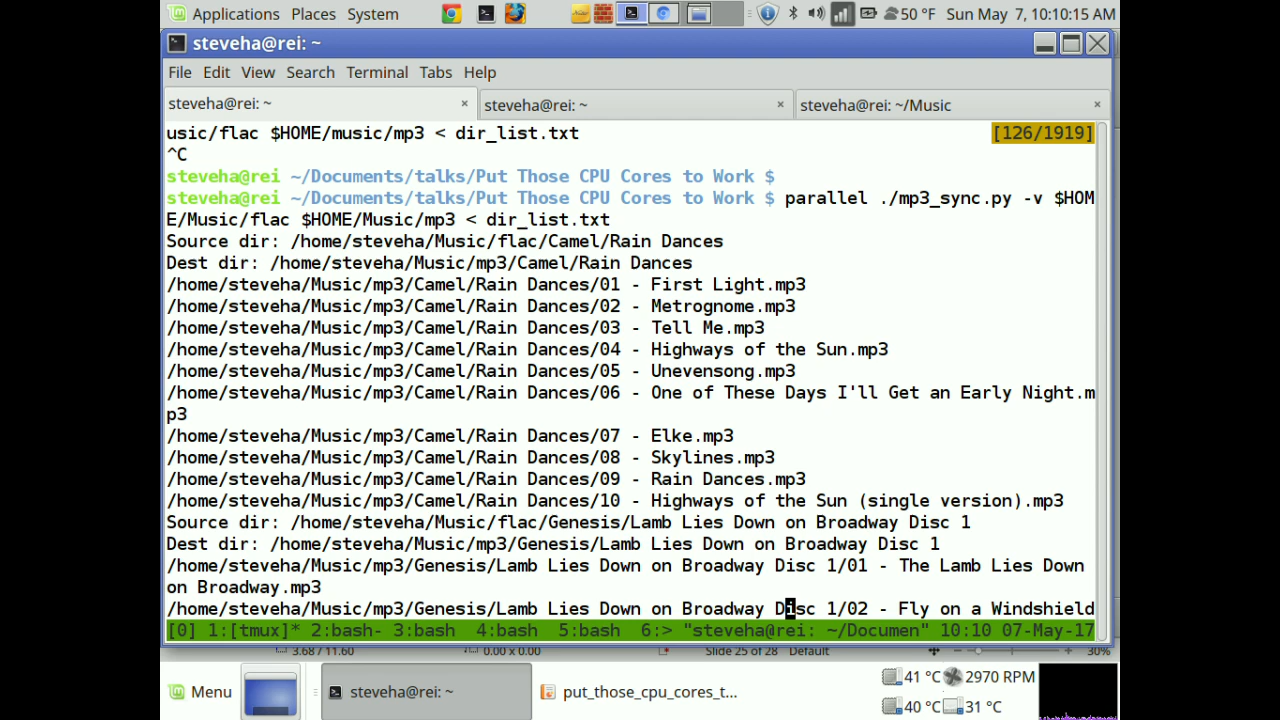 Applications Places System 50 °F Sun May 7, 10:10:15 AM
steveha@rei: ~
File Edit View Search Terminal Tabs Help
steveha@rei: ~ × steveha@rei: ~ × steveha@rei: ~/Music ×
usic/flac $HOME/music/mp3 < dir_list.txt [126/1919]
^C
steveha@rei ~/Documents/talks/Put Those CPU Cores to Work $
steveha@rei ~/Documents/talks/Put Those CPU Cores to Work $ parallel ./mp3_sync.py -v $HOM
E/Music/flac $HOME/Music/mp3 < dir_list.txt
Source dir: /home/steveha/Music/flac/Camel/Rain Dances
Dest dir: /home/steveha/Music/mp3/Camel/Rain Dances
/home/steveha/Music/mp3/Camel/Rain Dances/01 - First Light.mp3
/home/steveha/Music/mp3/Camel/Rain Dances/02 - Metrognome.mp3
/home/steveha/Music/mp3/Camel/Rain Dances/03 - Tell Me.mp3
/home/steveha/Music/mp3/Camel/Rain Dances/04 - Highways of the Sun.mp3
/home/steveha/Music/mp3/Camel/Rain Dances/05 - Unevensong.mp3
/home/steveha/Music/mp3/Camel/Rain Dances/06 - One of These Days I'll Get an Early Night.m
p3
/home/steveha/Music/mp3/Camel/Rain Dances/07 - Elke.mp3
/home/steveha/Music/mp3/Camel/Rain Dances/08 - Skylines.mp3
/home/steveha/Music/mp3/Camel/Rain Dances/09 - Rain Dances.mp3
/home/steveha/Music/mp3/Camel/Rain Dances/10 - Highways of the Sun (single version).mp3
Source dir: /home/steveha/Music/flac/Genesis/Lamb Lies Down on Broadway Disc 1
Dest dir: /home/steveha/Music/mp3/Genesis/Lamb Lies Down on Broadway Disc 1
/home/steveha/Music/mp3/Genesis/Lamb Lies Down on Broadway Disc 1/01 - The Lamb Lies Down
on Broadway.mp3
/home/steveha/Music/mp3/Genesis/Lamb Lies Down on Broadway Disc 1/02 - Fly on a Windshield
[0] 1:[tmux]* 2:bash- 3:bash 4:bash 5:bash 6:> "steveha@rei: ~/Documen" 10:10 07-May-17
3.68 / 11.60 0.00 x 0.00 Slide 25 of 28 Default 30%
Menu steveha@rei: ~ put_those_cpu_cores_t... 41 °C 2970 RPM
40 °C 31 °C